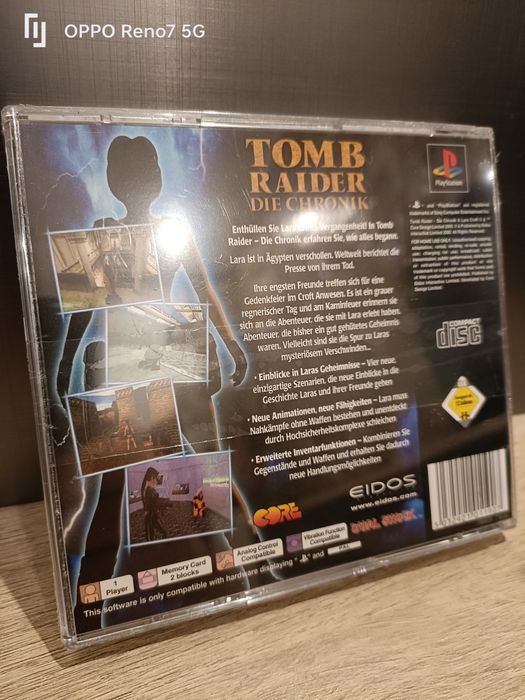 OPPO Reno7 5G
TOMB
RAIDER
DIE CHRONIK
PlayStation
Enthüllen Sie Lara Vergangenheit! In Tomb
Raider – Die Chronik erfahren Sie, wie alles begann.
Lara ist in Ägypten verschollen. Weltweit berichtet die
Presse von ihrem Tod.
Ihre engsten Freunde treffen sich für eine
Gedenkfeier im Croft Anwesen. Es ist ein grauer
regnerischer Tag und am Kaminfeuer erinnern sie
sich an die Abenteuer, die sie mit Lara erlebt haben.
Abenteuer, die bisher ein gut gehütetes Geheimnis
waren. Vielleicht sind sie die Spur zu Laras
mysteriösem Verschwinden...
• Einblicke in Laras Geheimnisse – Vier neue,
einzigartige Szenarien, die neue Einblicke in die
Geschichte Laras und ihrer Freunde geben
• Neue Animationen, neue Fähigkeiten – Lara muss
Nahkämpfe ohne Waffen bestehen und unentdeckt
durch Hochsicherheitskomplexe schleichen
• Erweiterte Inventarfunktionen – Kombinieren Sie
Gegenstände und Waffen und erhalten Sie dadurch
neue Handlungsmöglichkeiten
COMPACT
disc
CORE
EIDOS
www.eidos.com
DUAL SHOCK
1
Player
Memory Card
2 blocks
Analog Control
Compatible
Vibration Function
Compatible
PAL
This software is only compatible with hardware displaying " " and